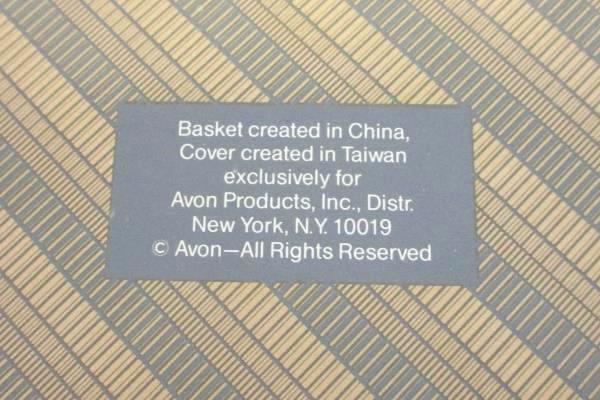 Basket created in China,
Cover created in Taiwan
exclusively for
Avon Products, Inc., Distr.
New York, N.Y. 10019
© Avon—All Rights Reserved